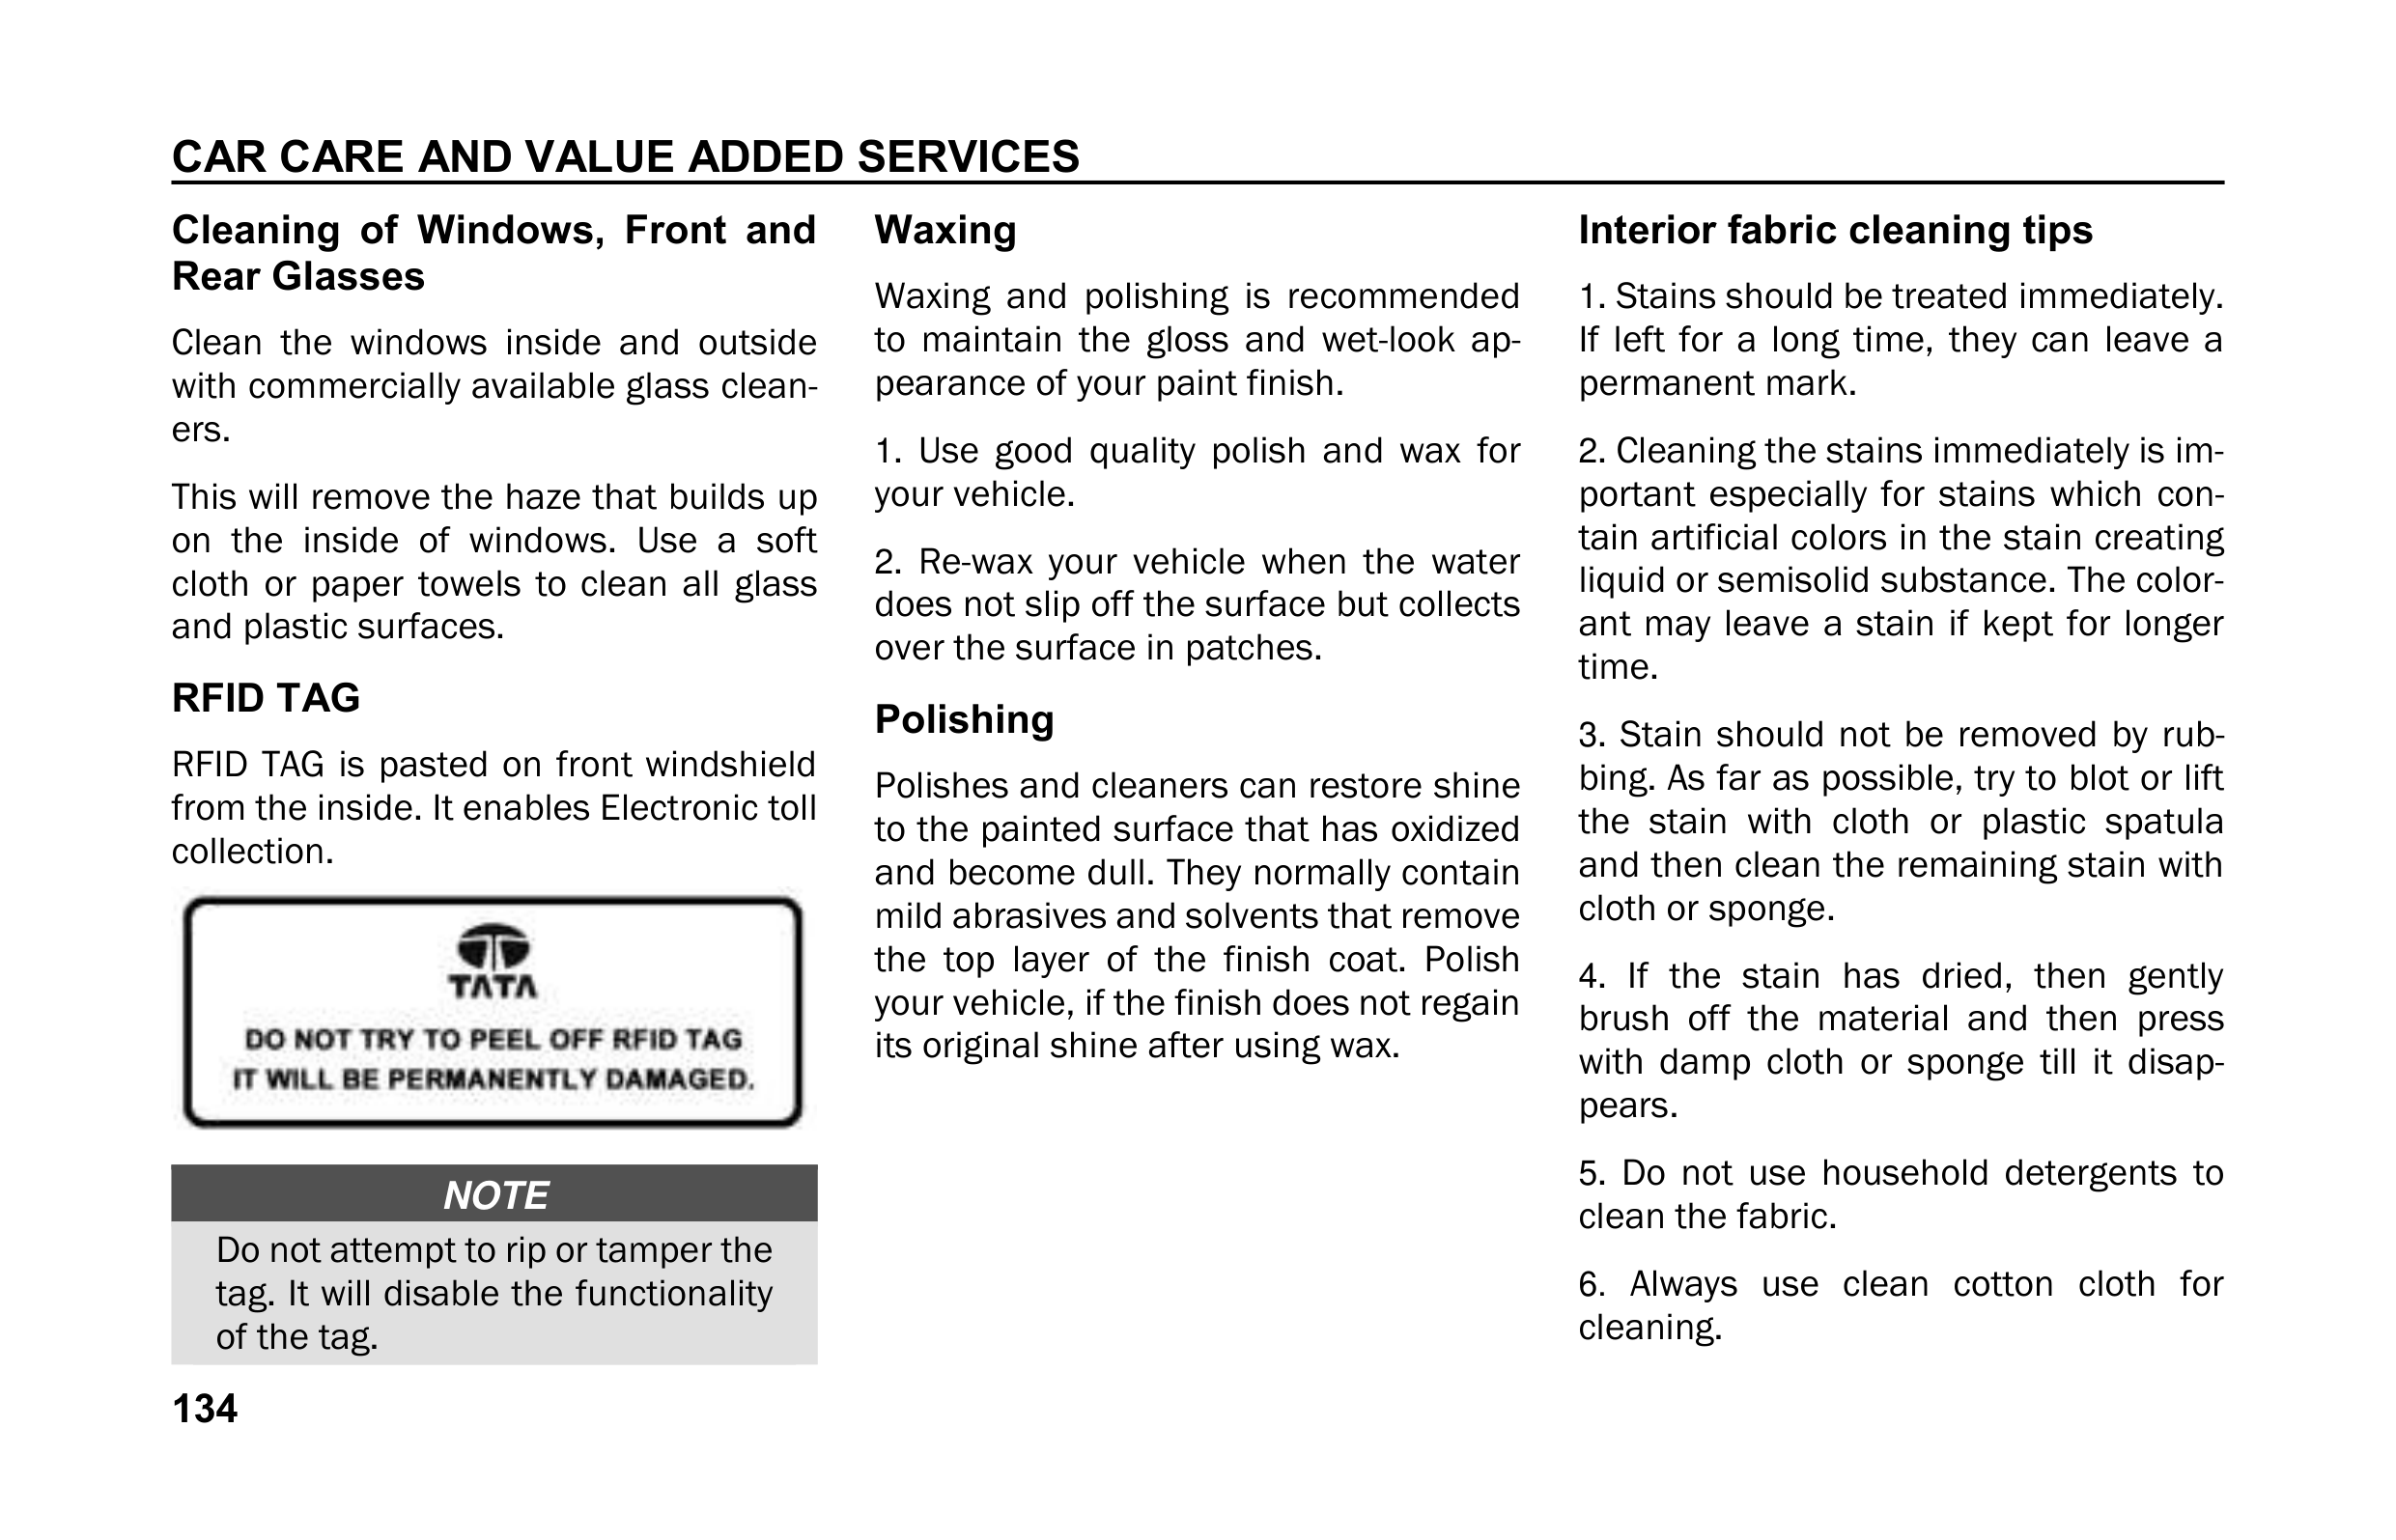 CAR CARE AND VALUE ADDED SERVICES
Cleaning of Windows, Front and
Rear Glasses
Clean the windows inside and outside
with commercially available glass clean-
ers.
This will remove the haze that builds up
on the inside of windows. Use a soft
cloth or paper towels to clean all glass
and plastic surfaces.
RFID TAG
RFID TAG is pasted on front windshield
from the inside. It enables Electronic toll
collection.
TATA
DO NOT TRY TO PEEL OFF RFID TAG
IT WILL BE PERMANENTLY DAMAGED.
NOTE
Do not attempt to rip or tamper the
tag. It will disable the functionality
of the tag.
Waxing
Waxing and polishing is recommended
to maintain the gloss and wet-look ap-
pearance of your paint finish.
1. Use good quality polish and wax for
your vehicle.
2. Re-wax your vehicle when the water
does not slip off the surface but collects
over the surface in patches.
Polishing
Polishes and cleaners can restore shine
to the painted surface that has oxidized
and become dull. They normally contain
mild abrasives and solvents that remove
the top layer of the finish coat. Polish
your vehicle, if the finish does not regain
its original shine after using wax.
Interior fabric cleaning tips
1. Stains should be treated immediately.
If left for a long time, they can leave a
permanent mark.
2. Cleaning the stains immediately is im-
portant especially for stains which con-
tain artificial colors in the stain creating
liquid or semisolid substance. The color-
ant may leave a stain if kept for longer
time.
3. Stain should not be removed by rub-
bing. As far as possible, try to blot or lift
the stain with cloth or plastic spatula
and then clean the remaining stain with
cloth or sponge.
4. If the stain has dried, then gently
brush off the material and then press
with damp cloth or sponge till it disap-
pears.
5. Do not use household detergents to
clean the fabric.
6. Always use clean cotton cloth for
cleaning.
134